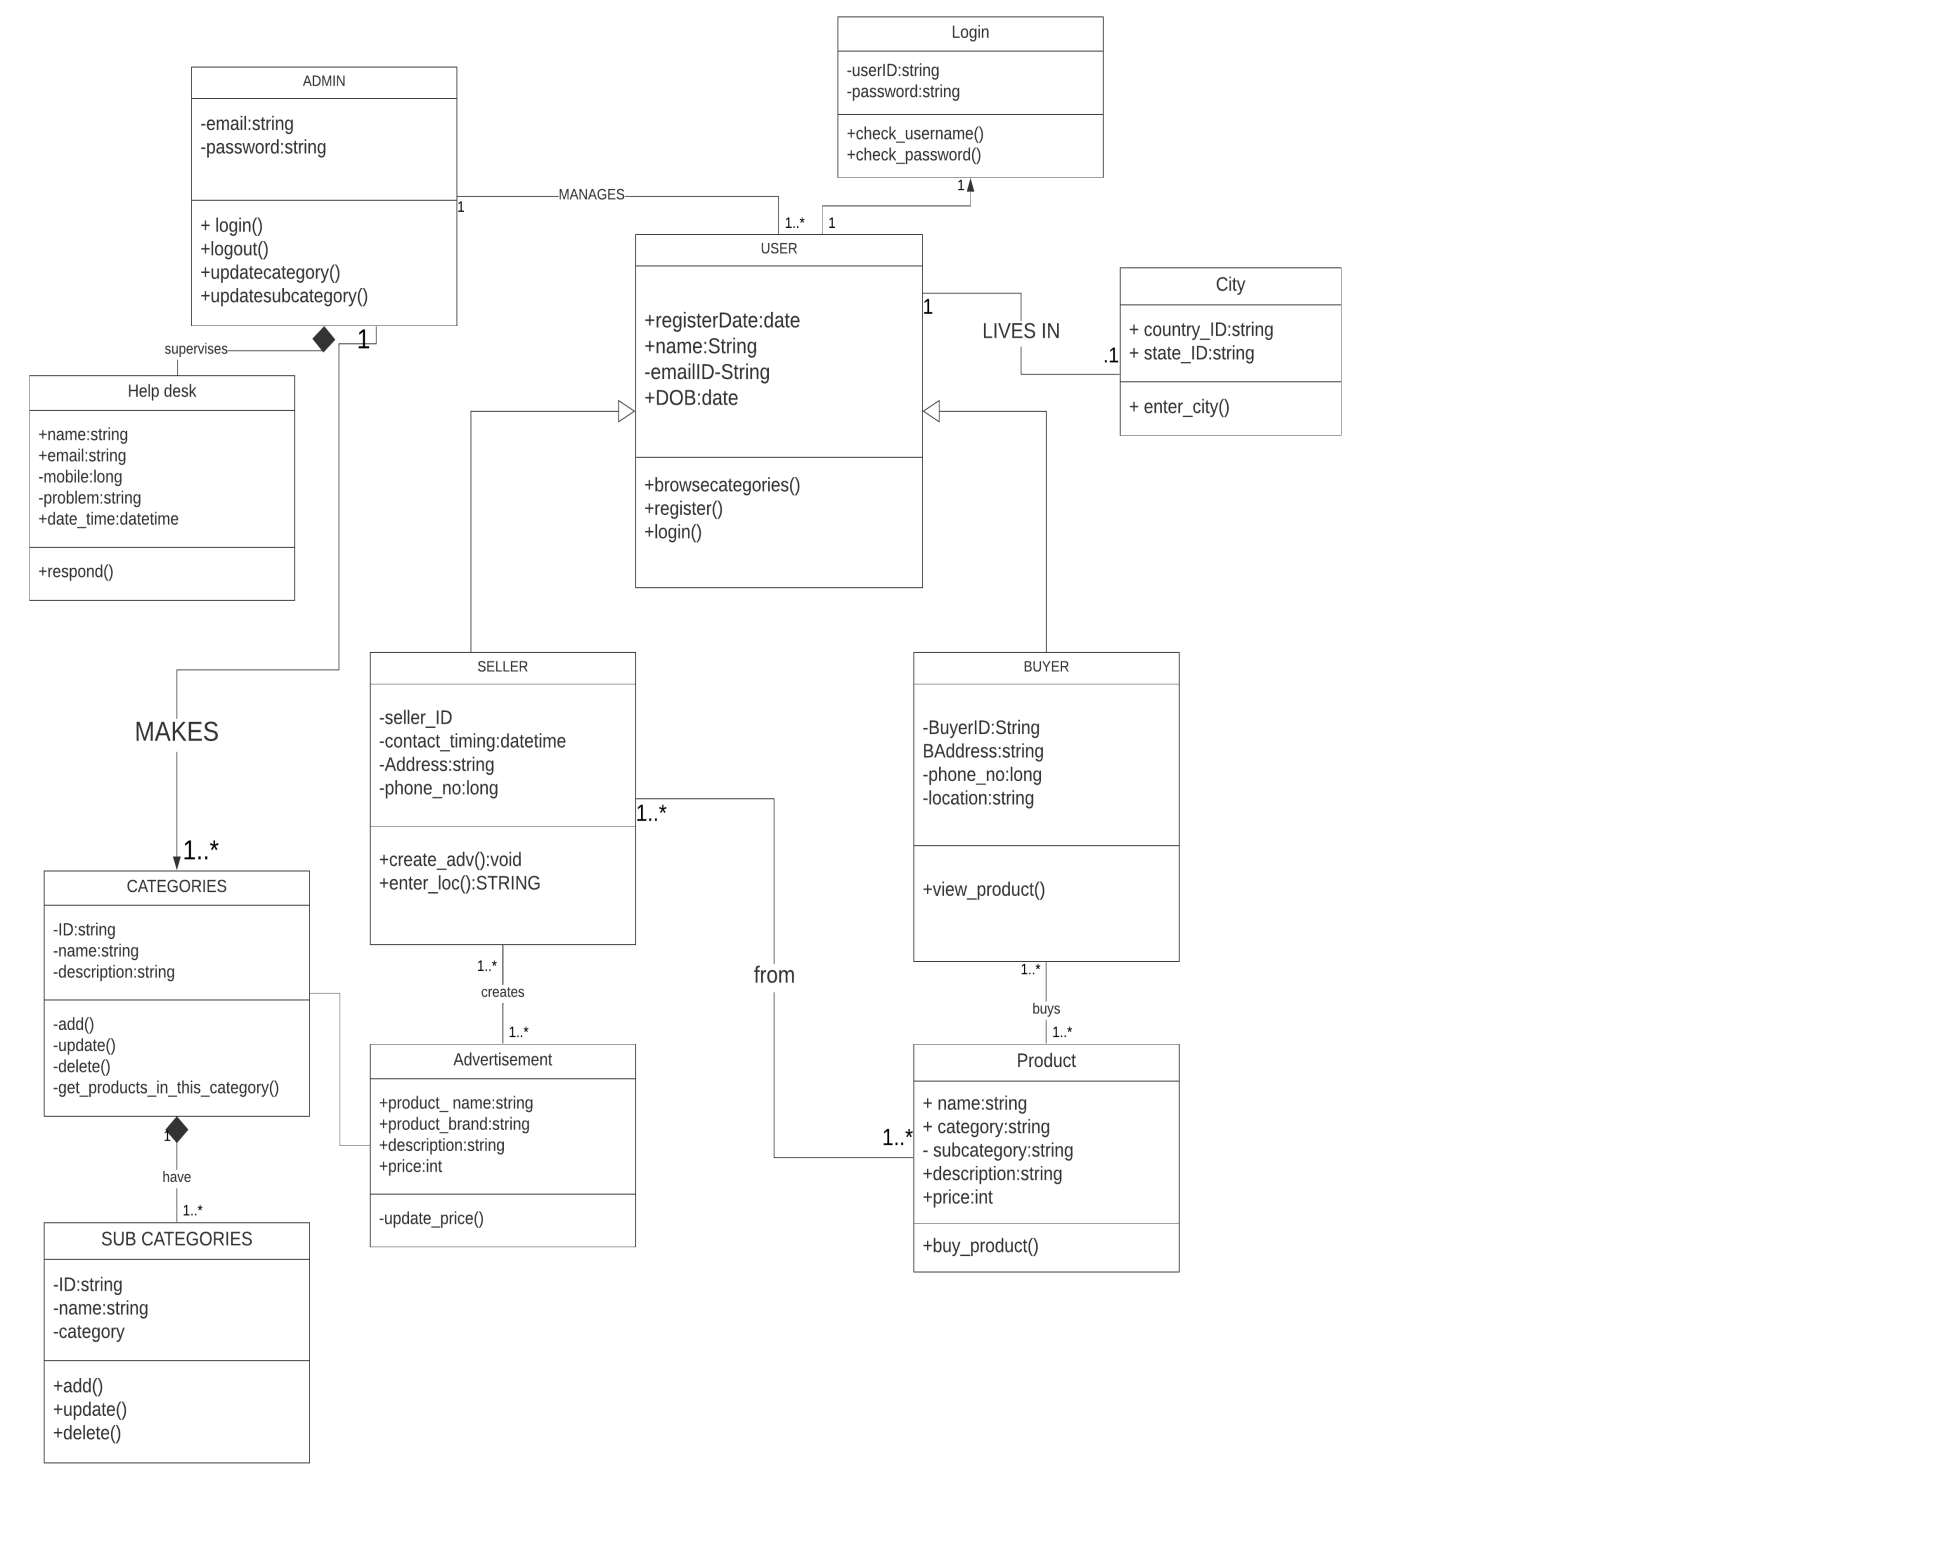 Login
-userID:string
-password:string
+check_username()
+check_password()
1
ADMIN
-email:string
-password:string
+ login()
+logout()
+updatecategory()
+updatesubcategory()
1
MANAGES
1..*
1
USER
+registerDate:date
+name:String
-emailID-String
+DOB:date
+browsecategories()
+register()
+login()
1
LIVES IN
.1
City
+ country_ID:string
+ state_ID:string
+ enter_city()
supervises
1
Help desk
+name:string
+email:string
-mobile:long
-problem:string
+date_time:datetime
+respond()
MAKES
1..*
SELLER
-seller_ID
-contact_timing:datetime
-Address:string
-phone_no:long
+create_adv():void
+enter_loc():STRING
1..*
BUYER
-BuyerID:String
BAddress:string
-phone_no:long
-location:string
+view_product()
CATEGORIES
-ID:string
-name:string
-description:string
-add()
-update()
-delete()
-get_products_in_this_category()
1..*
creates
1..*
from
1..*
1..*
buys
1..*
Advertisement
+product_ name:string
+product_brand:string
+description:string
+price:int
-update_price()
Product
+ name:string
+ category:string
- subcategory:string
+description:string
+price:int
+buy_product()
1
have
1..*
SUB CATEGORIES
-ID:string
-name:string
-category
+add()
+update()
+delete()